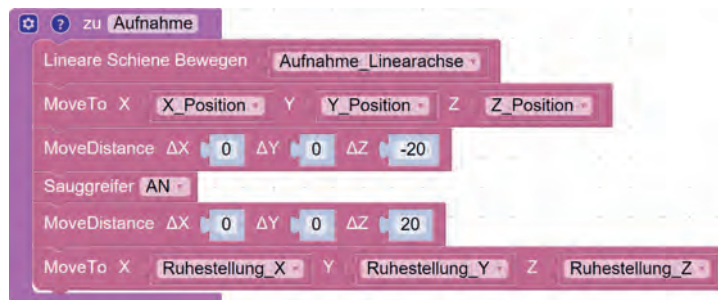 ? zu Aufnahme
Lineare Schiene Bewegen Aufnahme_Linearachse
MoveTo X X_Position Y Y_Position Z Z_Position
MoveDistance ΔX 0 ΔY 0 ΔZ -20
Sauggreifer AN
MoveDistance ΔX 0 ΔY 0 ΔZ 20
MoveTo X Ruhestellung_X Y Ruhestellung_Y Z Ruhestellung_Z